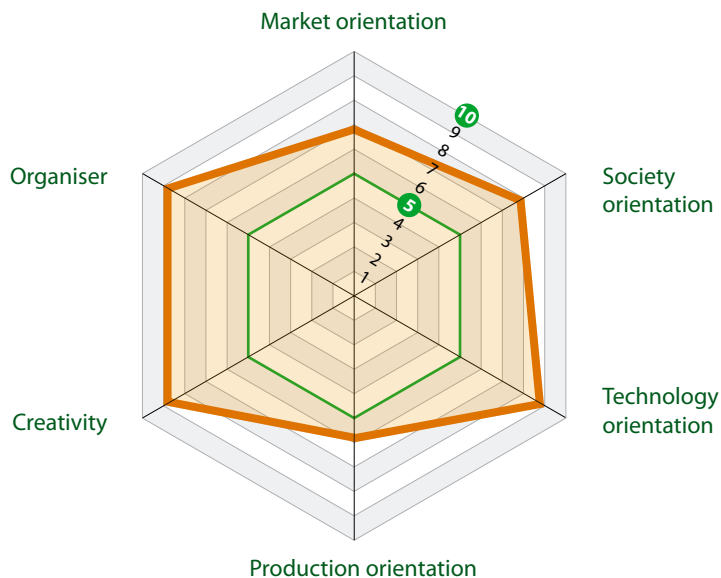 Market orientation
10
9
8
7
6
5
4
3
2
1
Organiser
Society
orientation
Creativity
Technology
orientation
Production orientation